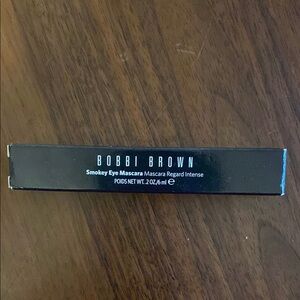 BOBBI BROWN
Smokey Eye Mascara Mascara Regard Intense
POIDS NET WT. .2 OZ./6 ml ℮